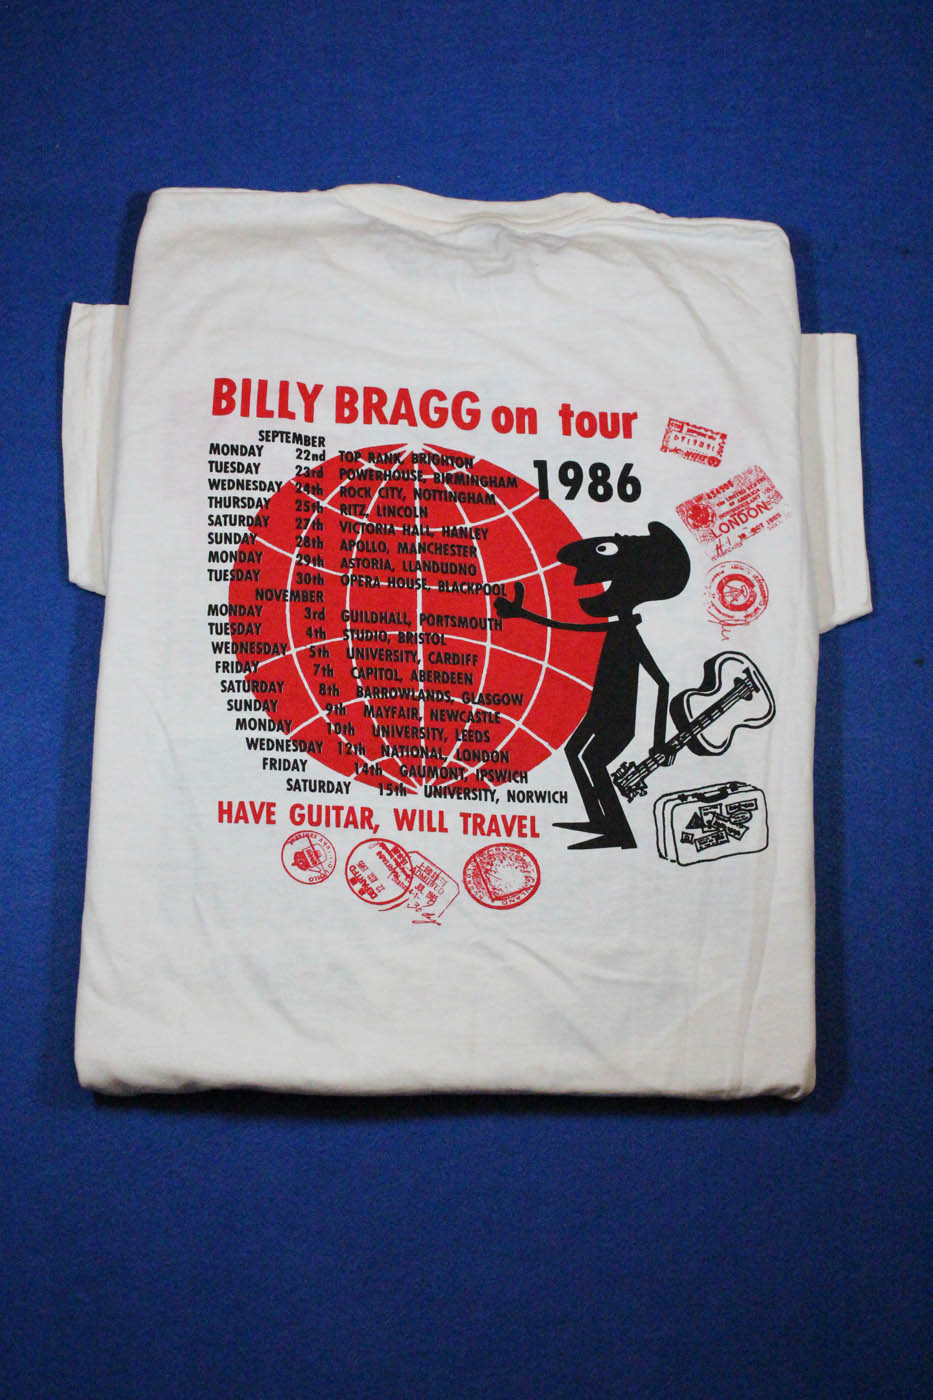 BILLY BRAGG on tour
1986
SEPTEMBER
MONDAY 22nd TOP RANK, BRIGHTON
TUESDAY 23rd POWERHOUSE, BIRMINGHAM
WEDNESDAY 24th ROCK CITY, NOTTINGHAM
THURSDAY 25th RITZ, LINCOLN
SATURDAY 27th VICTORIA HALL, HANLEY
SUNDAY 28th APOLLO, MANCHESTER
MONDAY 29th ASTORIA, LLANDUDNO
TUESDAY 30th OPERA HOUSE, BLACKPOOL
NOVEMBER
MONDAY 3rd GUILDHALL, PORTSMOUTH
TUESDAY 4th STUDIO, BRISTOL
WEDNESDAY 5th UNIVERSITY, CARDIFF
FRIDAY 7th CAPITOL, ABERDEEN
SATURDAY 8th BARROWLANDS, GLASGOW
SUNDAY 9th MAYFAIR, NEWCASTLE
MONDAY 10th UNIVERSITY, LEEDS
WEDNESDAY 12th NATIONAL, LONDON
FRIDAY 14th GAUMONT, IPSWICH
SATURDAY 15th UNIVERSITY, NORWICH
HAVE GUITAR, WILL TRAVEL
LONDON